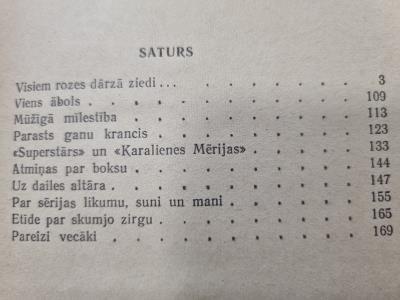 SATURS
Visiem rozes dārzā ziedi... . . . . . . . 3
Viens ābols . . . . . . . . . . 109
Mūžīgā mīlestība . . . . . . . . 113
Parasts ganu krancis . . . . . . . 123
«Superstārs» un «Karalienes Mērijas» . . . . 133
Atmiņas par boksu . . . . . . . 144
Uz dailes altāra . . . . . . . . 147
Par sērijas likumu, suni un mani . . . . . 155
Etīde par skumjo zirgu . . . . . . 165
Pareizi vecāki . . . . . . . . . 169